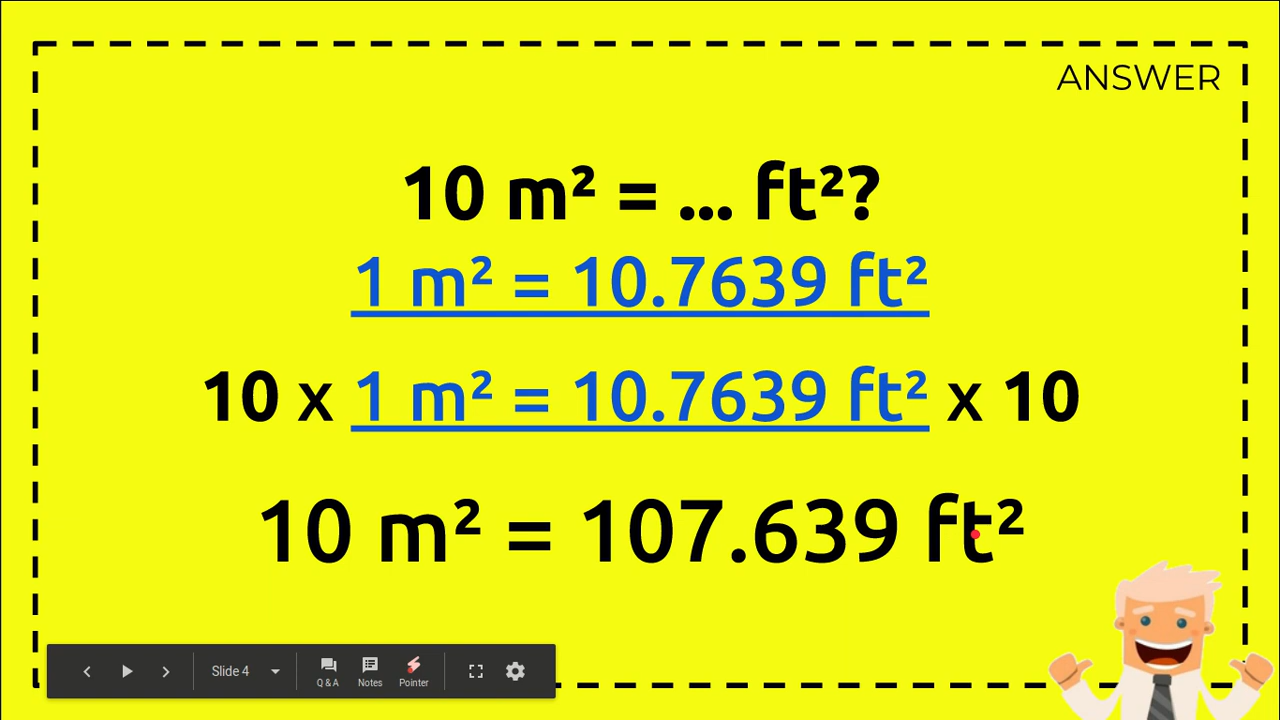 ANSWER
10 m² = ... ft²?
1 m² = 10.7639 ft²
10 x 1 m² = 10.7639 ft² x 10
10 m² = 107.639 ft²
Slide 4
Q & A
Notes
Pointer